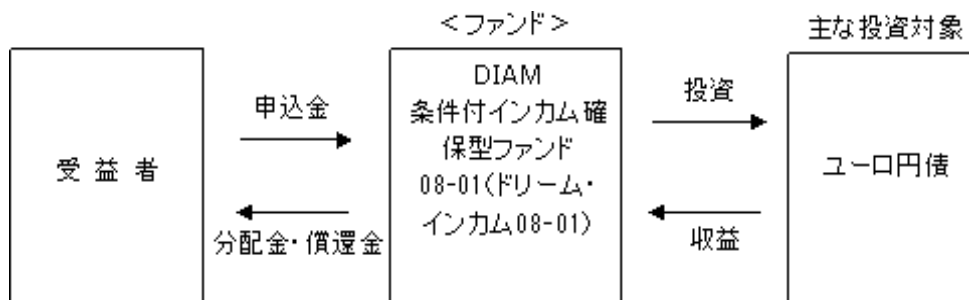 ＜ファンド＞
主な投資対象
受益者
申込金
分配金・償還金
DIAM
条件付インカム確
保型ファンド
08-01(ドリーム・
インカム08-01)
投資
収益
ユーロ円債